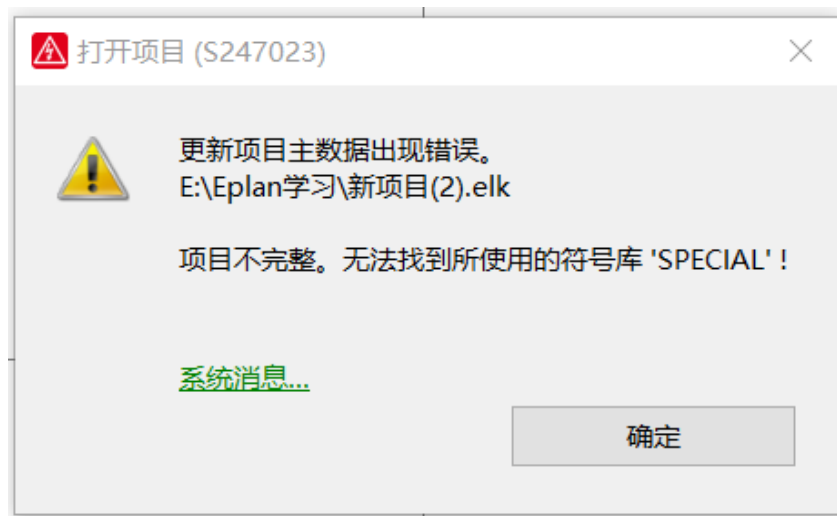 打开项目 (S247023)
更新项目主数据出现错误。
E:\Eplan学习\新项目(2).elk
项目不完整。无法找到所使用的符号库 'SPECIAL' !
系统消息...
确定